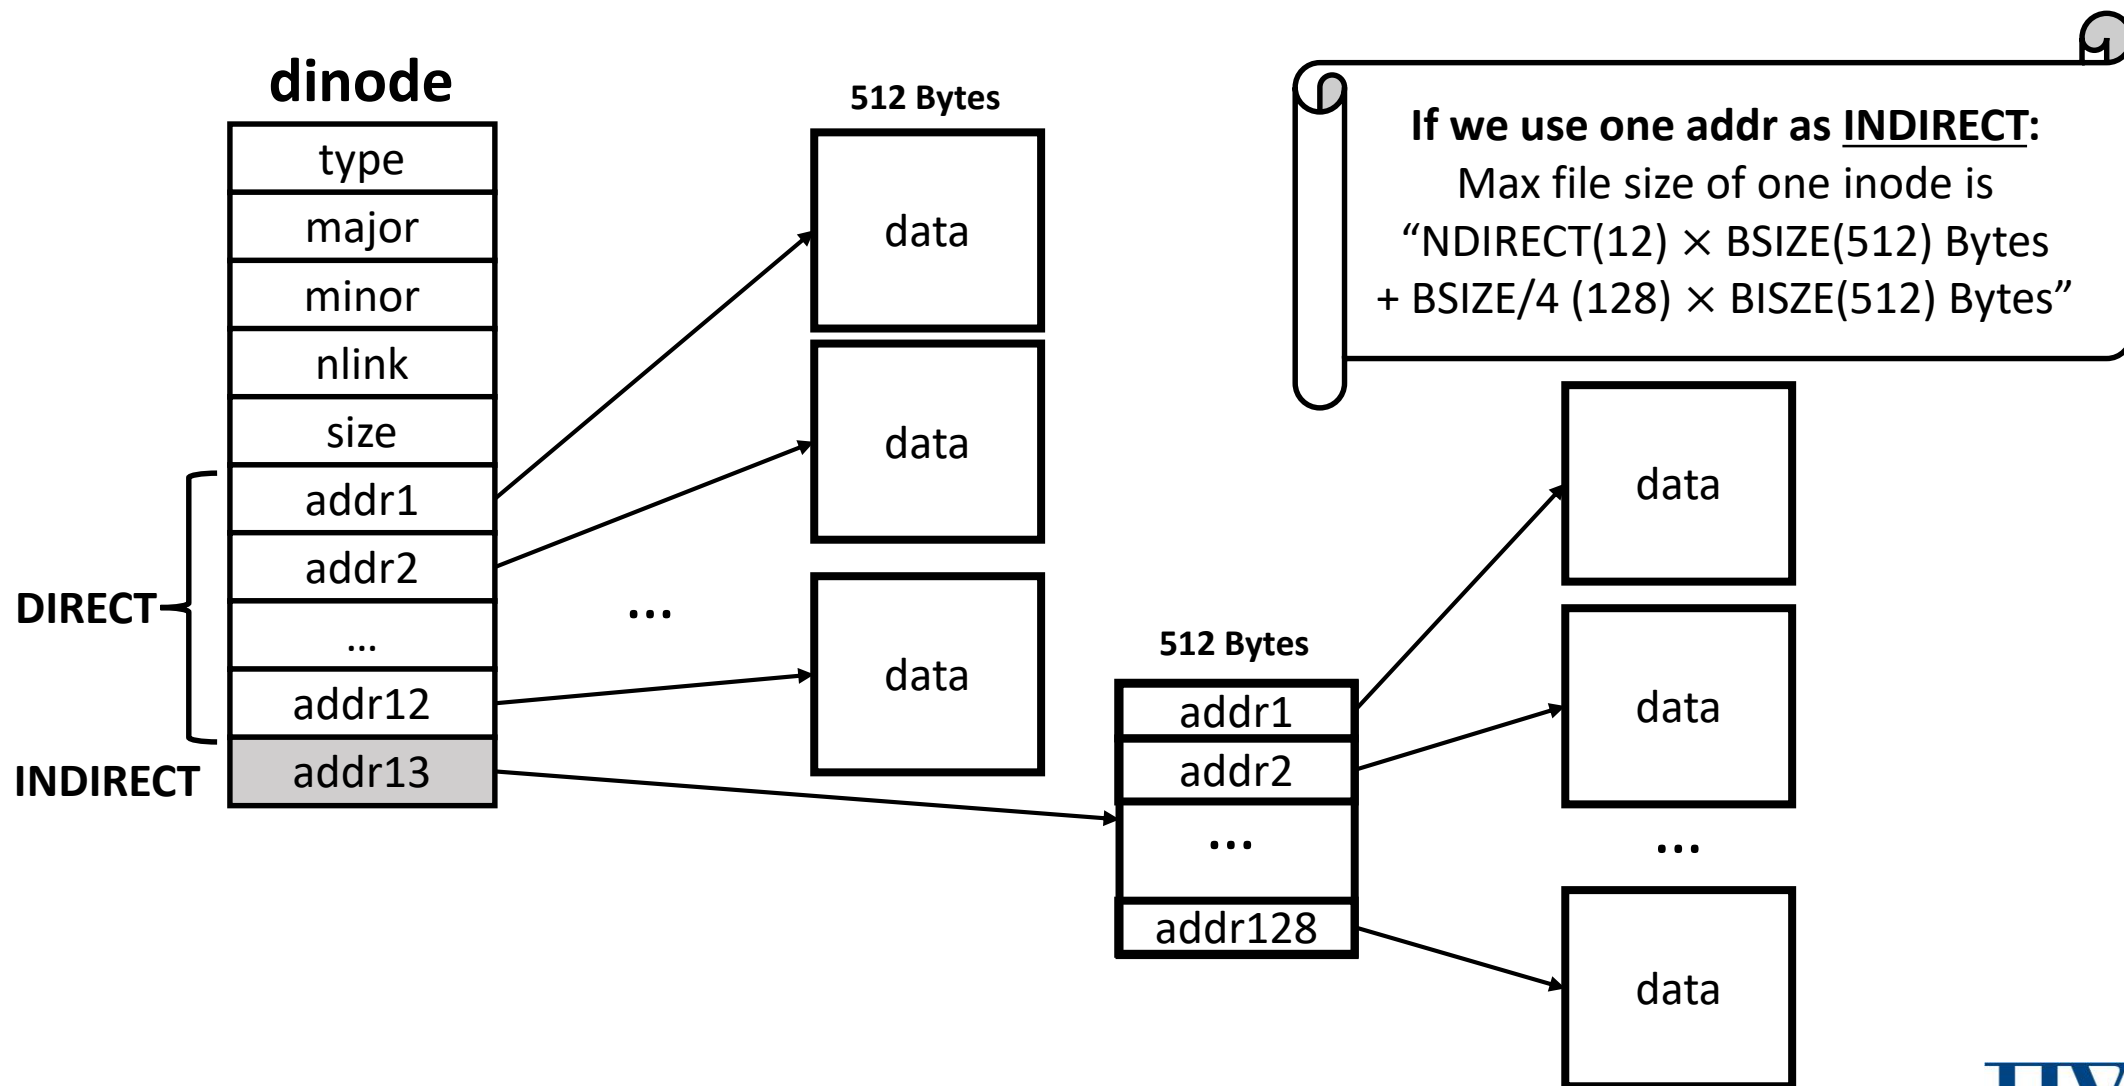 dinode
type
major
minor
nlink
size
addr1
addr2
...
addr12
addr13
DIRECT
INDIRECT
512 Bytes
data
data
...
data
512 Bytes
addr1
addr2
...
addr128
If we use one addr as INDIRECT:
Max file size of one inode is
“NDIRECT(12) × BSIZE(512) Bytes
+ BSIZE/4 (128) × BISZE(512) Bytes”
data
data
...
data